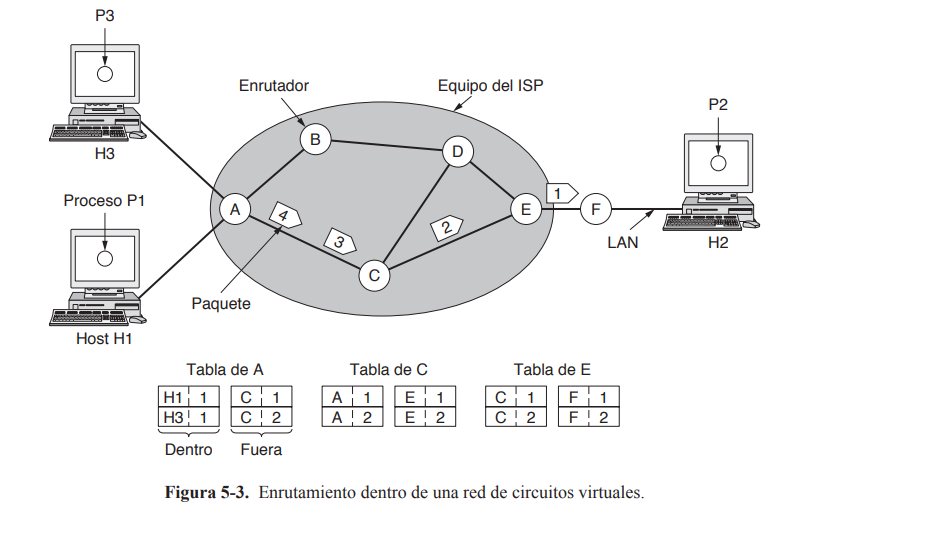 P3
Enrutador
Equipo del ISP
P2
B
D
H3
Proceso P1
A
4
3
2
E
1
F
C
LAN
H2
Paquete
Host H1
Tabla de A
Tabla de C
Tabla de E
H1 1 C 1 A 1 E 1 C 1 F 1
H3 1 C 2 A 2 E 2 C 2 F 2
Dentro Fuera
Figura 5-3. Enrutamiento dentro de una red de circuitos virtuales.